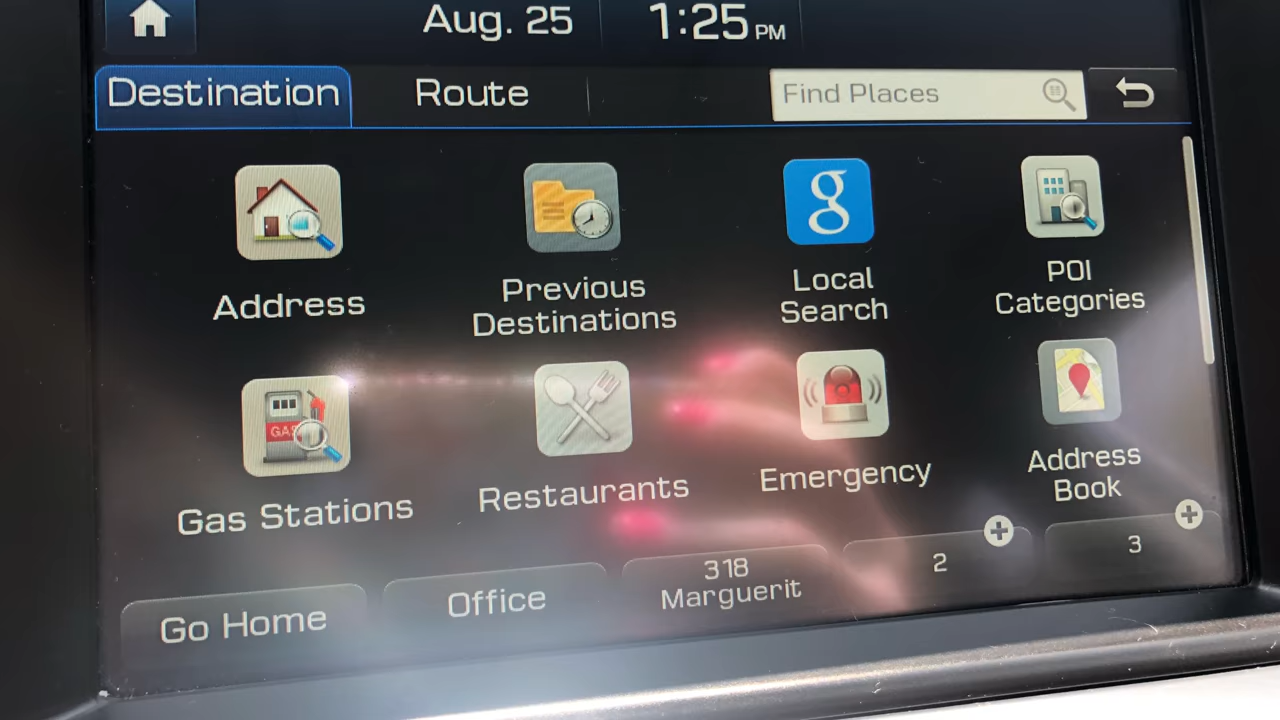 Aug. 25 1:25 PM
Destination Route Find Places
Address
Previous
Destinations
Local
Search
POI
Categories
GAS
Gas Stations
Restaurants
Emergency
Address
Book
Go Home
Office
318
Marguerit
2
3